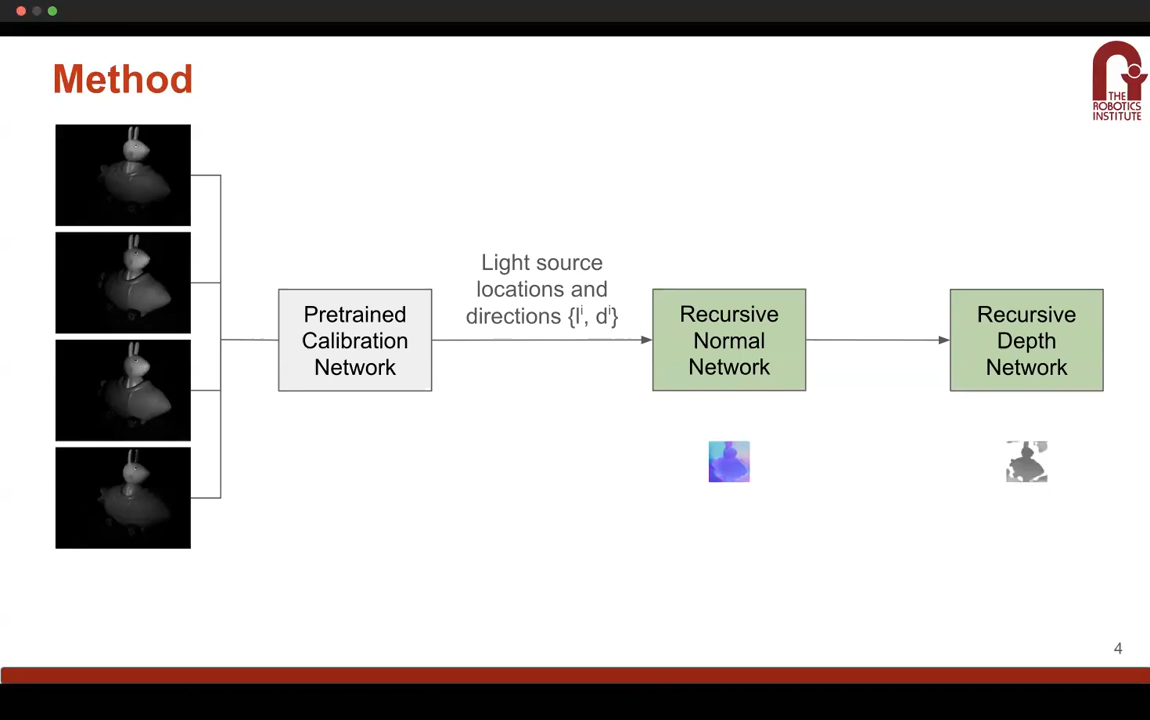 Method
THE
ROBOTICS
INSTITUTE
Light source
locations and
directions {lⁱ, dⁱ}
Pretrained
Calibration
Network
Recursive
Normal
Network
Recursive
Depth
Network
4